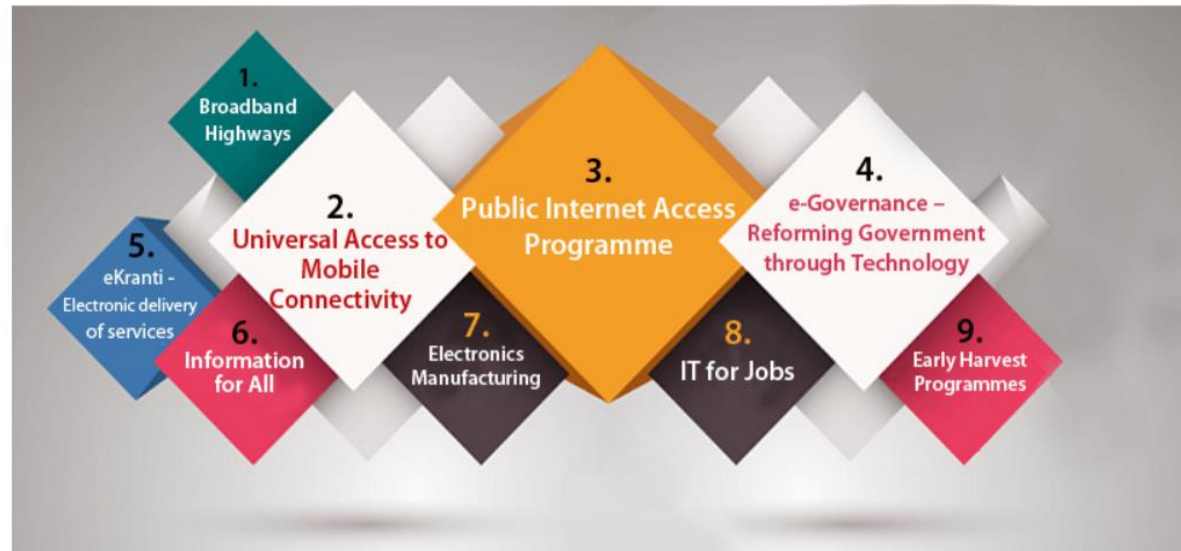 1.
Broadband
Highways
2.
Universal Access to
Mobile
Connectivity
3.
Public Internet Access
Programme
4.
e-Governance –
Reforming Government
through Technology
5.
eKranti -
Electronic delivery
of services
6.
Information
for All
7.
Electronics
Manufacturing
8.
IT for Jobs
9.
Early Harvest
Programmes